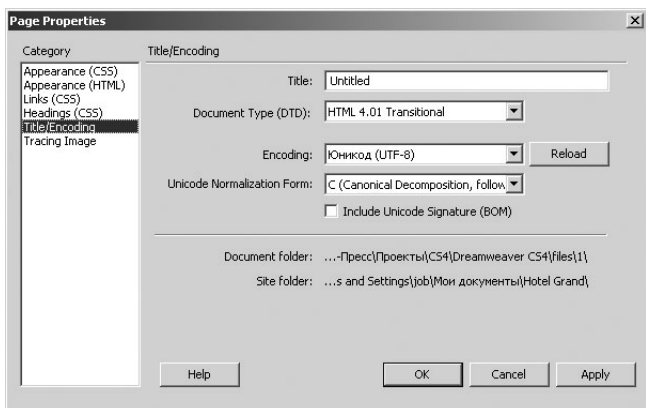 Page Properties
Category
Appearance (CSS)
Appearance (HTML)
Links (CSS)
Headings (CSS)
Title/Encoding
Tracing Image
Title/Encoding
Title: Untitled
Document Type (DTD): HTML 4.01 Transitional
Encoding: Юникод (UTF-8) Reload
Unicode Normalization Form: C (Canonical Decomposition, follow
Include Unicode Signature (BOM)
Document folder: ...-Пресс\Проекты\CS4\Dreamweaver CS4\files\1\
Site folder: ...s and Settings\job\Мои документы\Hotel Grand\
Help OK Cancel Apply